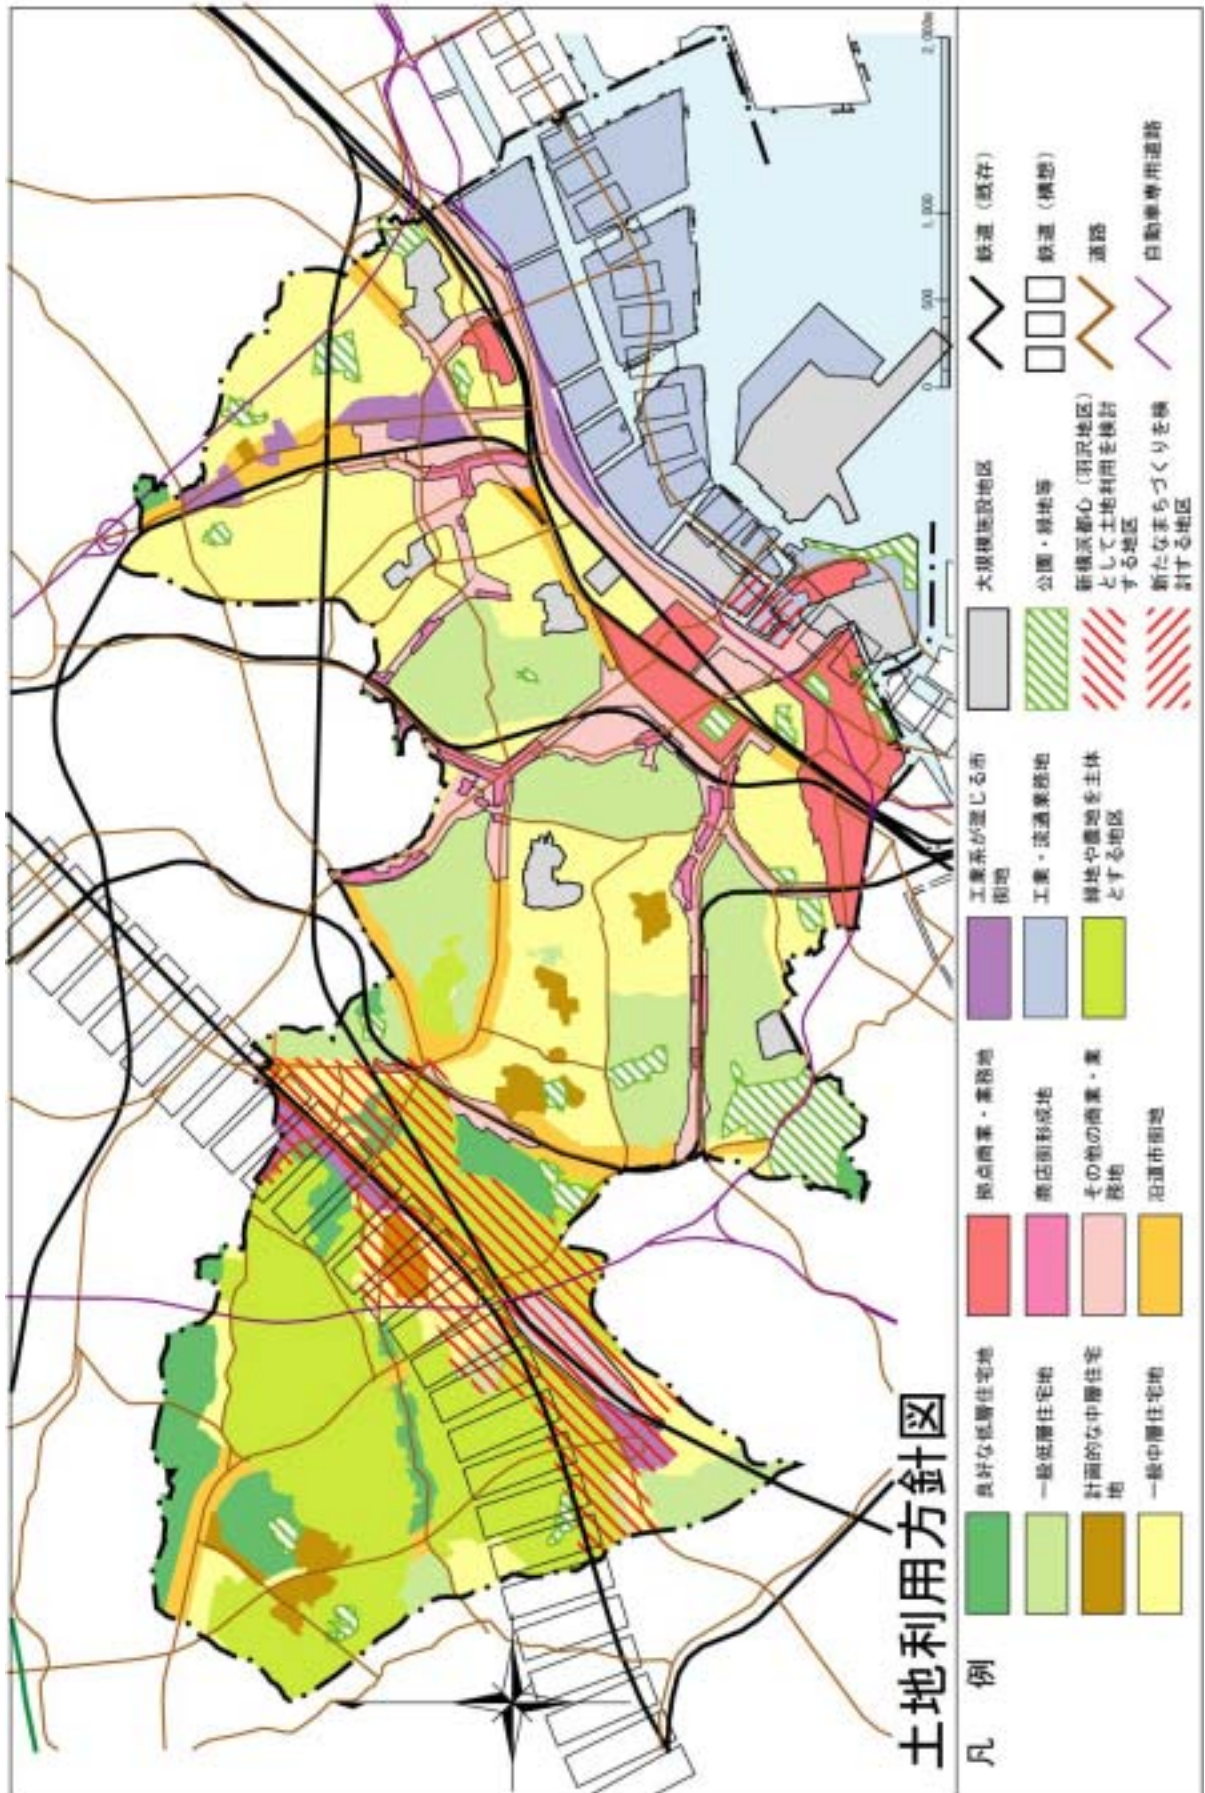 土地利用方針図
0
500
1,000
2,000m
凡 例
良好な低層住宅地
一般低層住宅地
計画的な中層住宅
地
一般中層住宅地
拠点商業・業務地
商店街形成地
その他の商業・業
務地
沿道市街地
工業系が混じる市
街地
工業・流通業務地
緑地や農地を主体
とする地区
大規模施設地区
公園・緑地等
新横浜都心(羽沢地区)
として土地利用を検討
する地区
新たなまちづくりを検
討する地区
鉄道(既存)
鉄道(構想)
道路
自動車専用道路